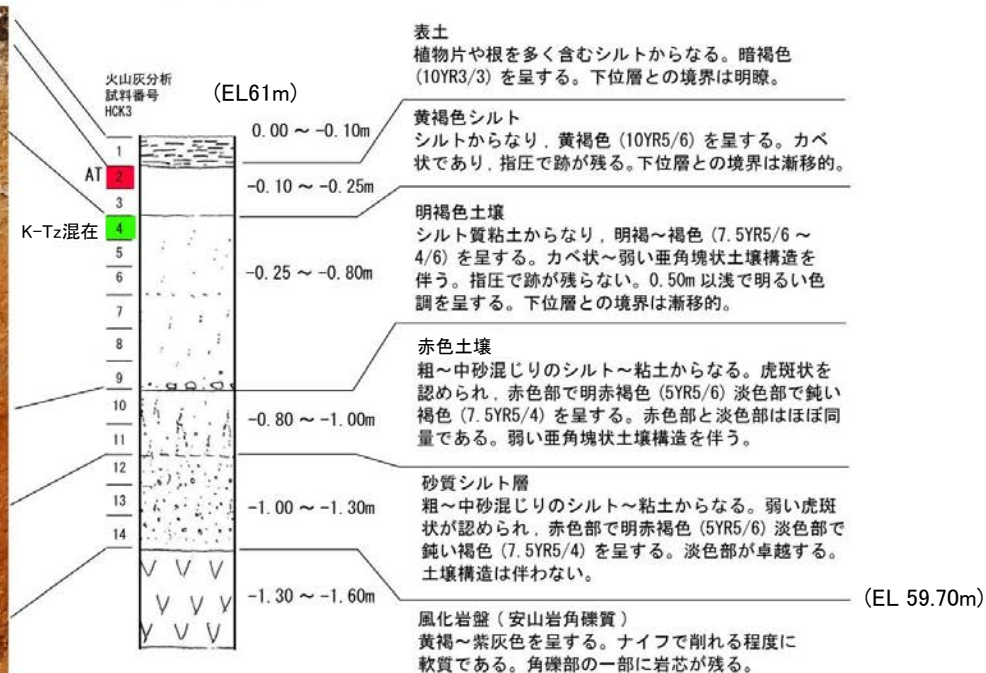 火山灰分析
試料番号
HCK3
(EL61m)
1
AT 2
3
K-Tz混在 4
5
6
7
8
9
10
11
12
13
14
0.00 ～ -0.10m
-0.10 ～ -0.25m
-0.25 ～ -0.80m
-0.80 ～ -1.00m
-1.00 ～ -1.30m
-1.30 ～ -1.60m
表土
植物片や根を多く含むシルトからなる。暗褐色
(10YR3/3) を呈する。下位層との境界は明瞭。
黄褐色シルト
シルトからなり, 黄褐色 (10YR5/6) を呈する。カベ
状であり, 指圧で跡が残る。下位層との境界は漸移的。
明褐色土壌
シルト質粘土からなり, 明褐～褐色 (7.5YR5/6 ～
4/6) を呈する。カベ状～弱い亜角塊状土壌構造を
伴う。指圧で跡が残らない。0.50m 以浅で明るい色
調を呈する。下位層との境界は漸移的。
赤色土壌
粗～中砂混じりのシルト～粘土からなる。虎斑状を
認められ, 赤色部で明赤褐色 (5YR5/6) 淡色部で鈍い
褐色 (7.5YR5/4) を呈する。赤色部と淡色部はほぼ同
量である。弱い亜角塊状土壌構造を伴う。
砂質シルト層
粗～中砂混じりのシルト～粘土からなる。弱い虎斑
状が認められ, 赤色部で明赤褐色 (5YR5/6) 淡色部で
鈍い褐色 (7.5YR5/4) を呈する。淡色部が卓越する。
土壌構造は伴わない。
(EL 59.70m)
風化岩盤 ( 安山岩角礫質 )
黄褐～紫灰色を呈する。ナイフで削れる程度に
軟質である。角礫部の一部に岩芯が残る。